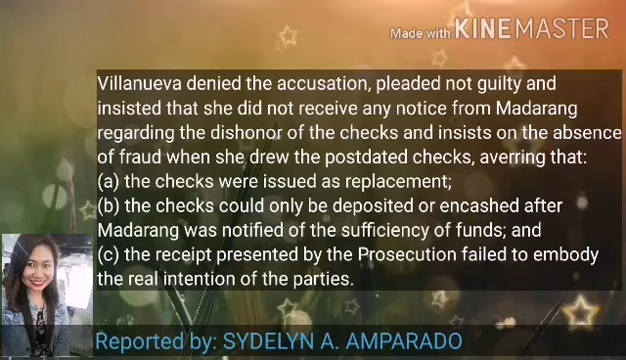 Made with KINEMASTER
Villanueva denied the accusation, pleaded not guilty and
insisted that she did not receive any notice from Madarang
regarding the dishonor of the checks and insists on the absence
of fraud when she drew the postdated checks, averring that:
(a) the checks were issued as replacement;
(b) the checks could only be deposited or encashed after
Madarang was notified of the sufficiency of funds; and
(c) the receipt presented by the Prosecution failed to embody
the real intention of the parties.
Reported by: SYDELYN A. AMPARADO